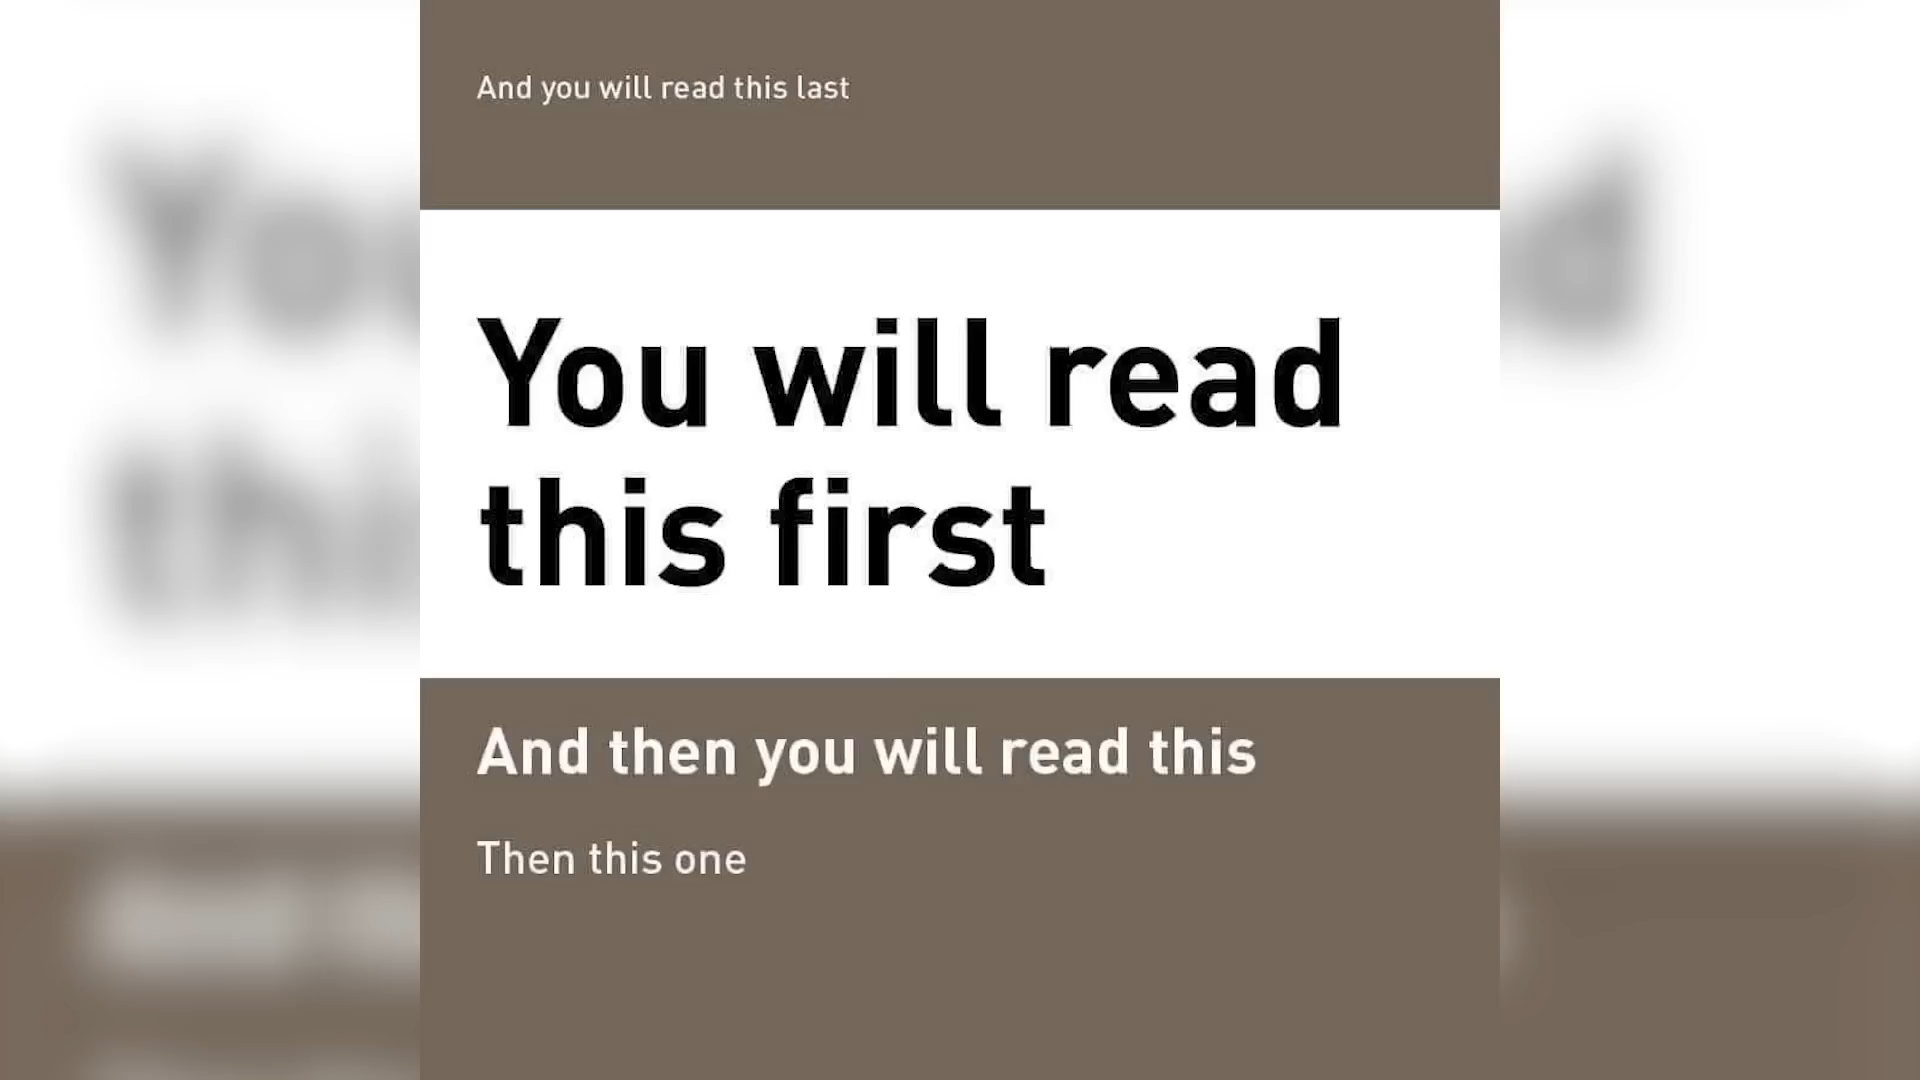 And you will read this last
You will read
this first
And then you will read this
Then this one